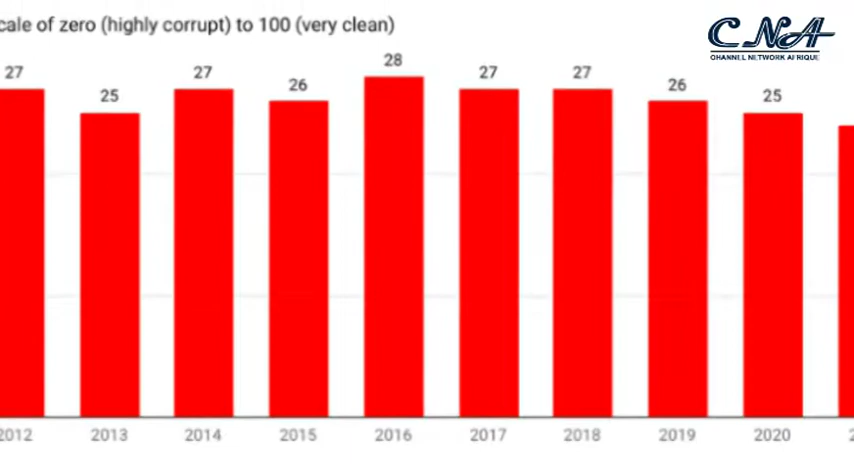 cale of zero (highly corrupt) to 100 (very clean)
CNA
CHANNEL NETWORK AFRIQUE
27 25 27 26 28 27 27 26 25
2012 2013 2014 2015 2016 2017 2018 2019 2020 2